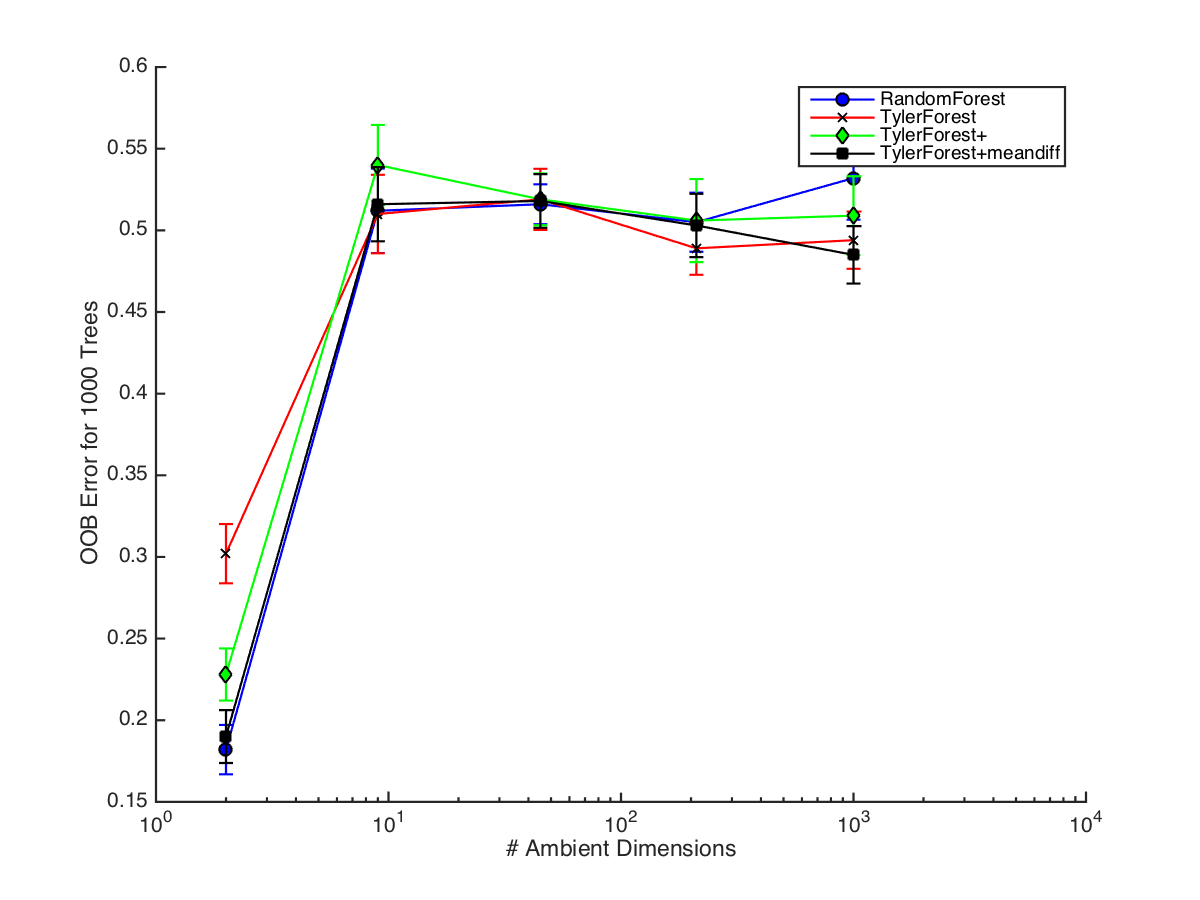 0.6
0.55
0.5
0.45
0.4
0.35
0.3
0.25
0.2
0.15
OOB Error for 1000 Trees
10^0 10^1 10^2 10^3 10^4
# Ambient Dimensions
RandomForest
TylerForest
TylerForest+
TylerForest+meandiff